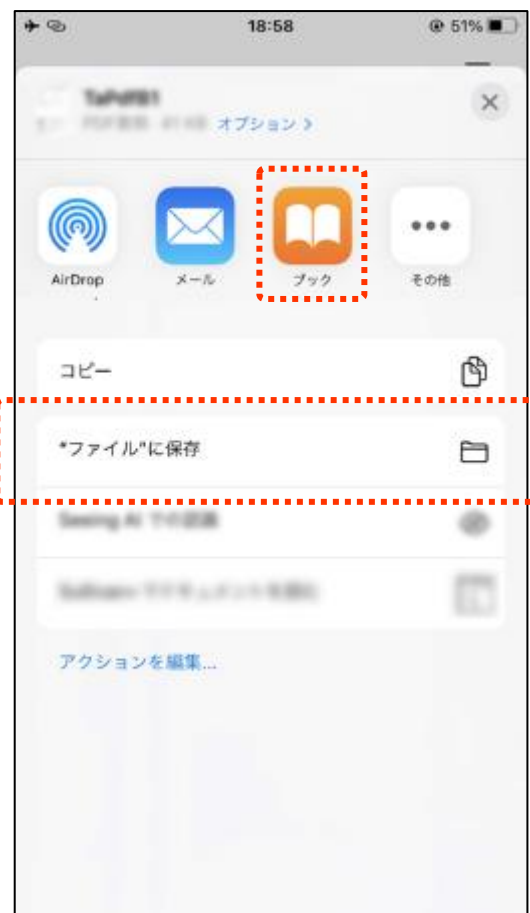 18:58
51%
オプション >
AirDrop
メール
ブック
その他
コピー
"ファイル"に保存
アクションを編集...